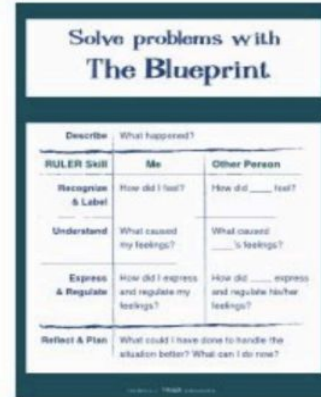 Solve problems with
The Blueprint
Describe What happened?
RULER Skill Me Other Person
Recognize & Label How did I feel? How did ____ feel?
Understand What caused my feelings? What caused ____'s feelings?
Express & Regulate How did I express and regulate my feelings? How did ____ express and regulate his/her feelings?
Reflect & Plan What could I have done to handle the situation better? What can I do now?